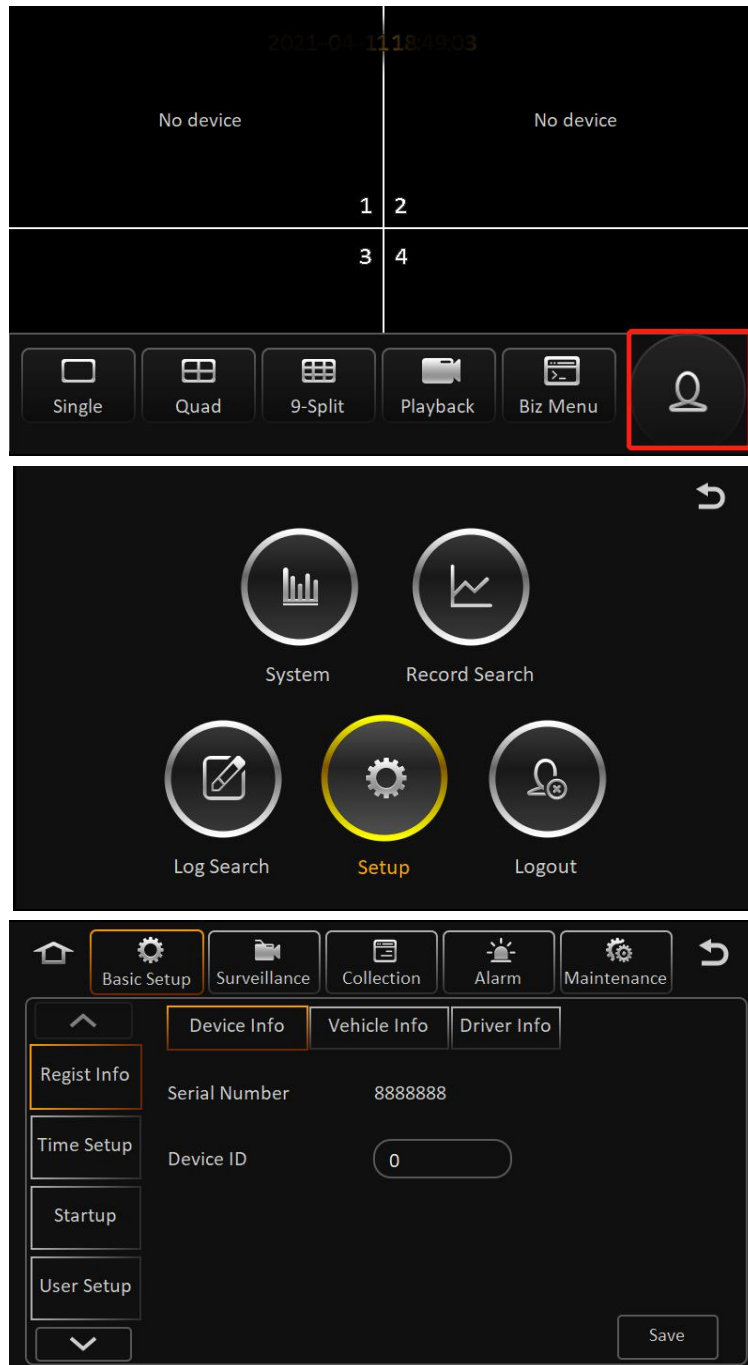 2021-04-11 18:49:03
No device
No device
1 2
3 4
Single
Quad
9-Split
Playback
Biz Menu
System
Record Search
Log Search
Setup
Logout
Basic Setup
Surveillance
Collection
Alarm
Maintenance
Device Info
Vehicle Info
Driver Info
Regist Info
Serial Number 8888888
Time Setup
Device ID 0
Startup
User Setup
Save